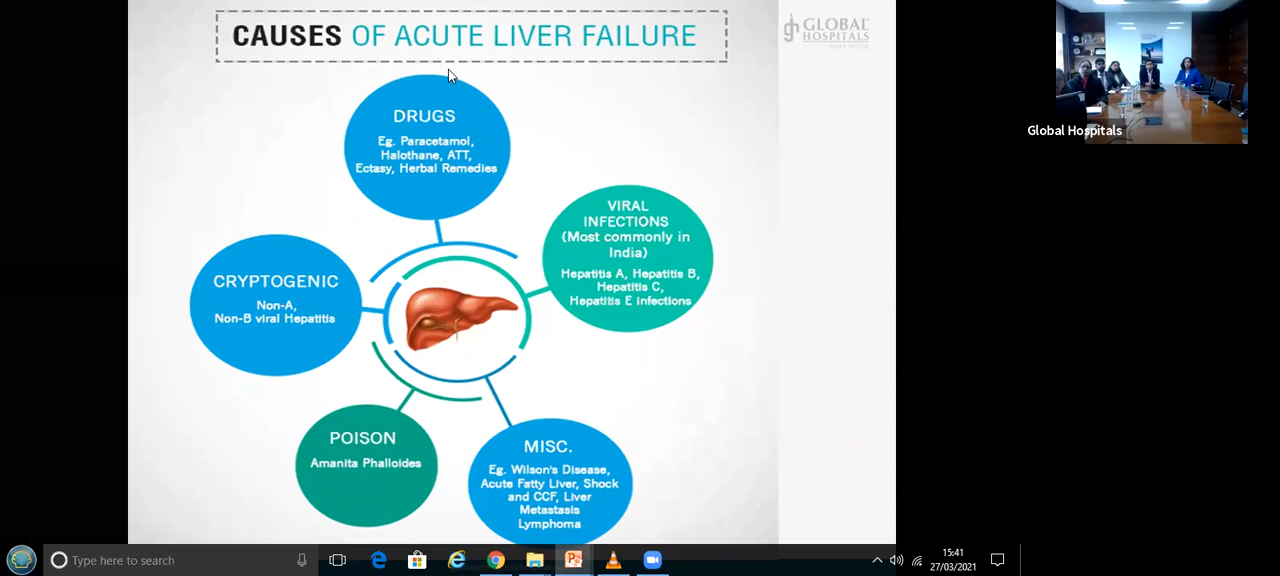 CAUSES OF ACUTE LIVER FAILURE
GLOBAL
HOSPITALS
DRUGS
Eg. Paracetamol,
Halothane, ATT,
Ectasy, Herbal Remedies
VIRAL
INFECTIONS
(Most commonly in
India)
Hepatitis A, Hepatitis B,
Hepatitis C,
Hepatitis E infections
CRYPTOGENIC
Non-A,
Non-B viral Hepatitis
POISON
Amanita Phalloides
MISC.
Eg. Wilson's Disease,
Acute Fatty Liver, Shock
and CCF, Liver
Metastasis
Lymphoma
Global Hospitals
Type here to search
15:41
27/03/2021